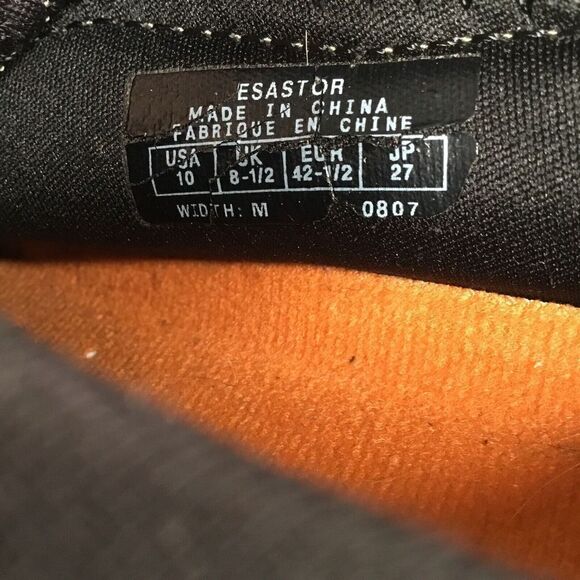 ESASTOR
MADE IN CHINA
FABRIQUE EN CHINE
USA UK EUR JP
10 8-1/2 42-1/2 27
WIDTH: M 0807